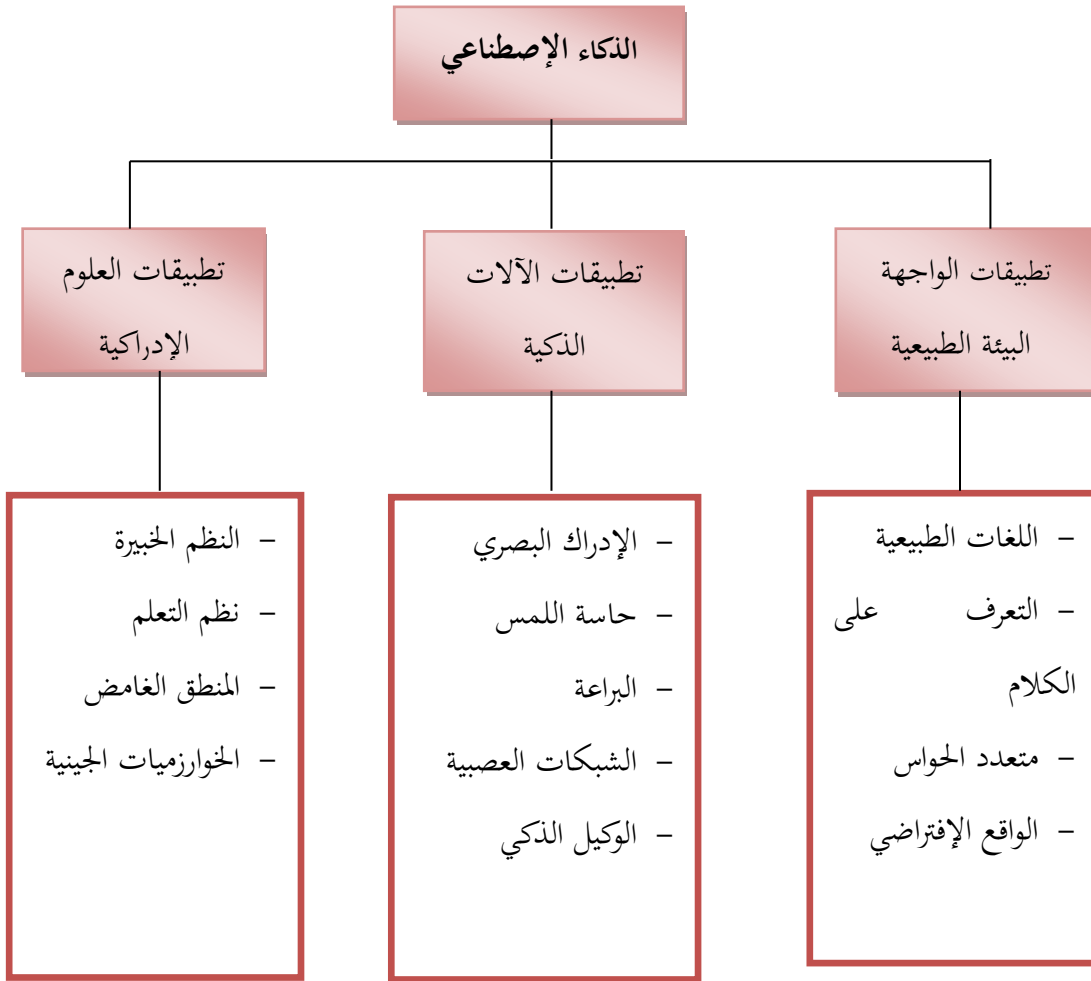 الذكاء الإصطناعي
تطبيقات الواجهة
البيئة الطبيعية
تطبيقات الآلات
الذكية
تطبيقات العلوم
الإدراكية
– اللغات الطبيعية
– التعرف على
الكلام
– متعدد الحواس
– الواقع الإفتراضي
– الإدراك البصري
– حاسة اللمس
– البراعة
– الشبكات العصبية
– الوكيل الذكي
– النظم الخبيرة
– نظم التعلم
– المنطق الغامض
– الخوارزميات الجينية